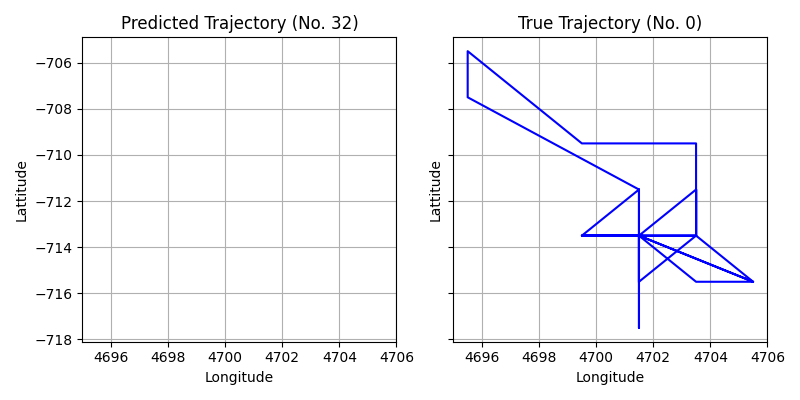 Predicted Trajectory (No. 32)
True Trajectory (No. 0)
−706
−708
−710
−712
−714
−716
−718
Lattitude
Lattitude
4696 4698 4700 4702 4704 4706
4696 4698 4700 4702 4704 4706
Longitude
Longitude